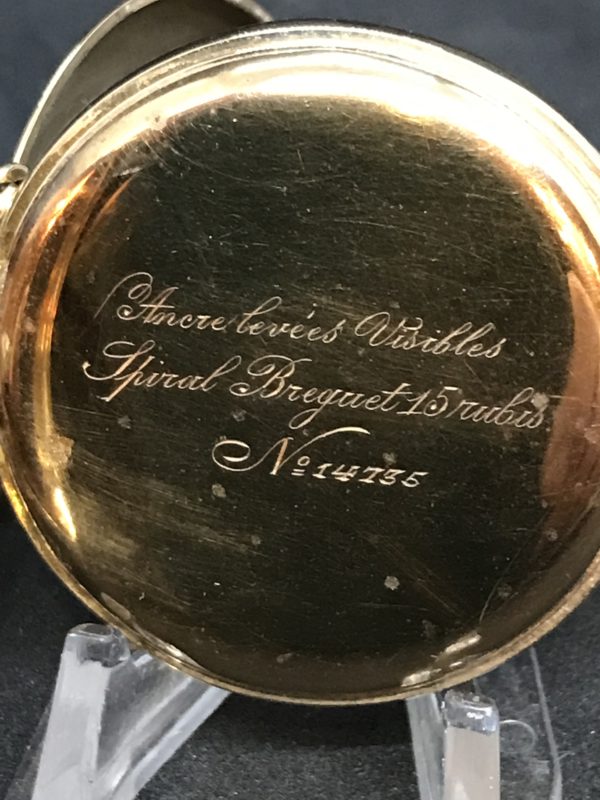 Ancre levées Visibles
Spiral Breguet 15 rubis
Nº 14735